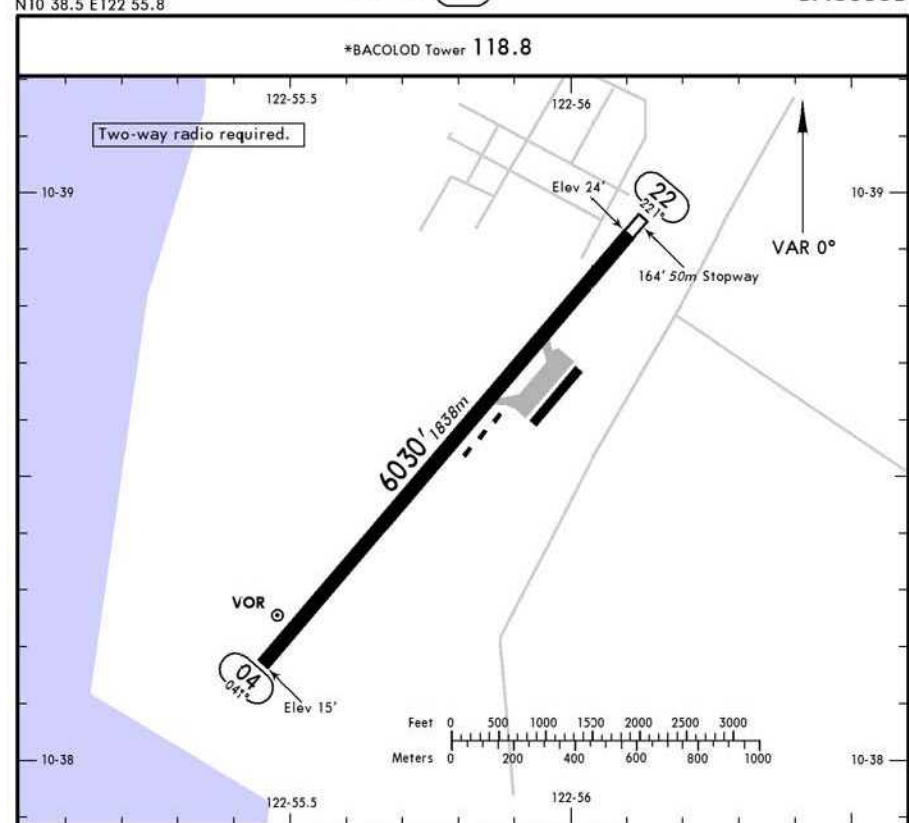 N10 38.5 E122 55.8
*BACOLOD Tower 118.8
122-55.5
122-56
Two-way radio required.
10-39
10-39
Elev 24'
22
221°
VAR 0°
164' 50m Stopway
6030' 1838m
VOR
04
041°
Elev 15'
Feet 0 500 1000 1500 2000 2500 3000
Meters 0 200 400 600 800 1000
10-38
10-38
122-55.5
122-56